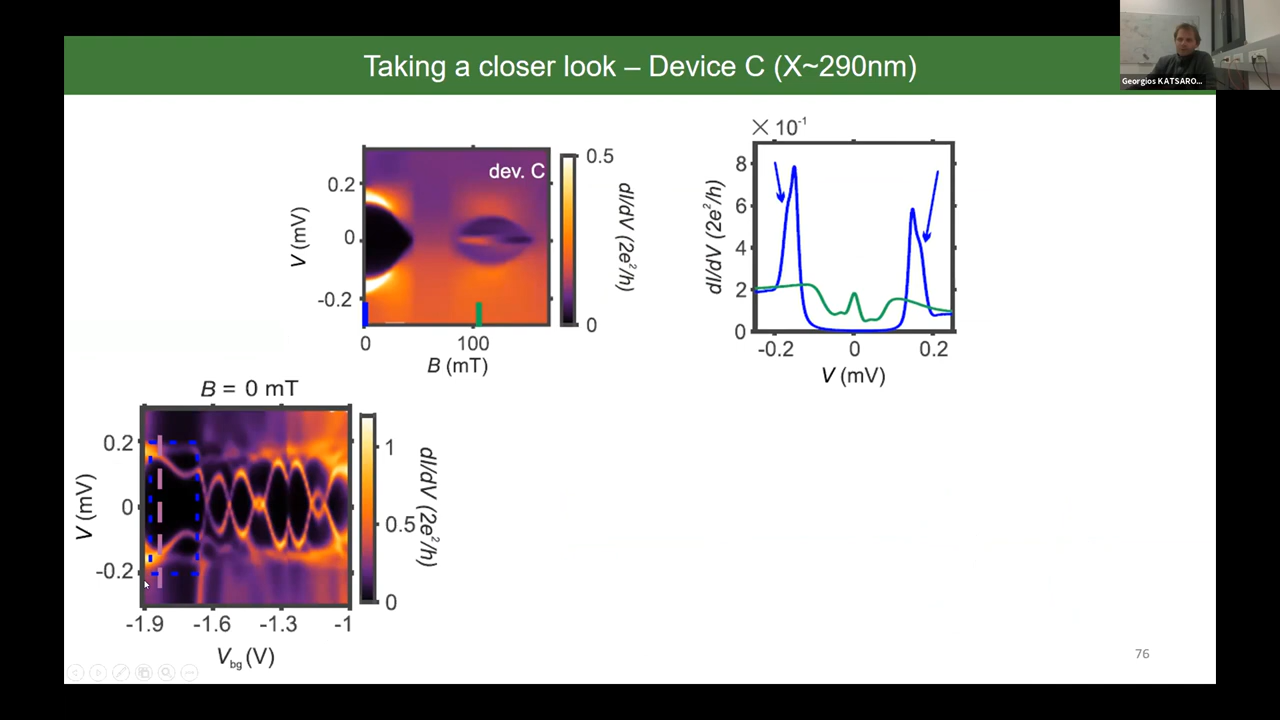 Taking a closer look – Device C (X~290nm)
Georgios KATSARO...
dev. C
0.2
0
-0.2
V (mV)
0
100
B (mT)
0.5
0
dI/dV (2e²/h)
× 10⁻¹
8
6
4
2
0
dI/dV (2e²/h)
-0.2
0
0.2
V (mV)
B = 0 mT
0.2
0
-0.2
V (mV)
-1.9
-1.6
-1.3
-1
Vbg (V)
1
0.5
0
dI/dV (2e²/h)
76